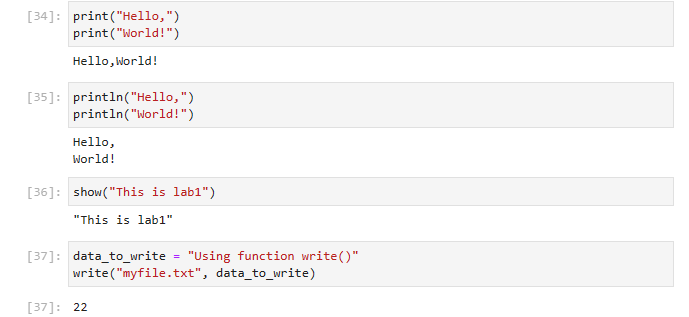 [34]: print("Hello,")
print("World!")
Hello,World!
[35]: println("Hello,")
println("World!")
Hello,
World!
[36]: show("This is lab1")
"This is lab1"
[37]: data_to_write = "Using function write()"
write("myfile.txt", data_to_write)
[37]: 22